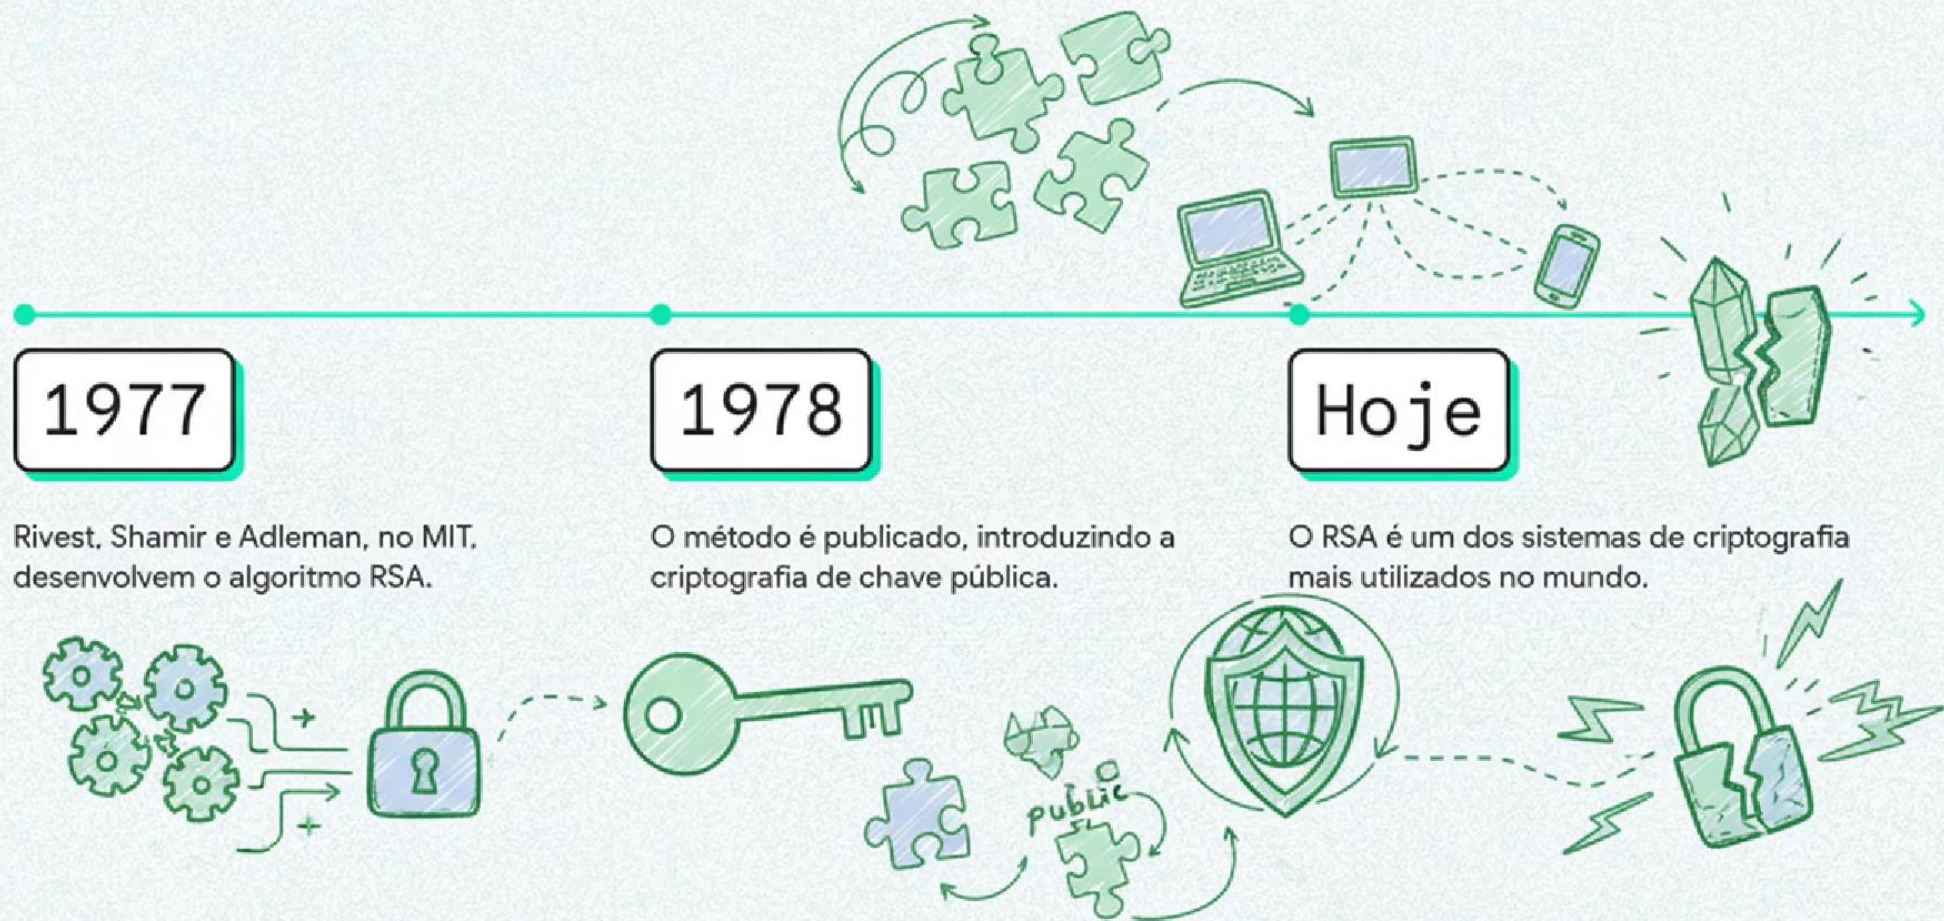 1977
Rivest, Shamir e Adleman, no MIT,
desenvolvem o algoritmo RSA.
1978
O método é publicado, introduzindo a
criptografia de chave pública.
Hoje
O RSA é um dos sistemas de criptografia
mais utilizados no mundo.
public